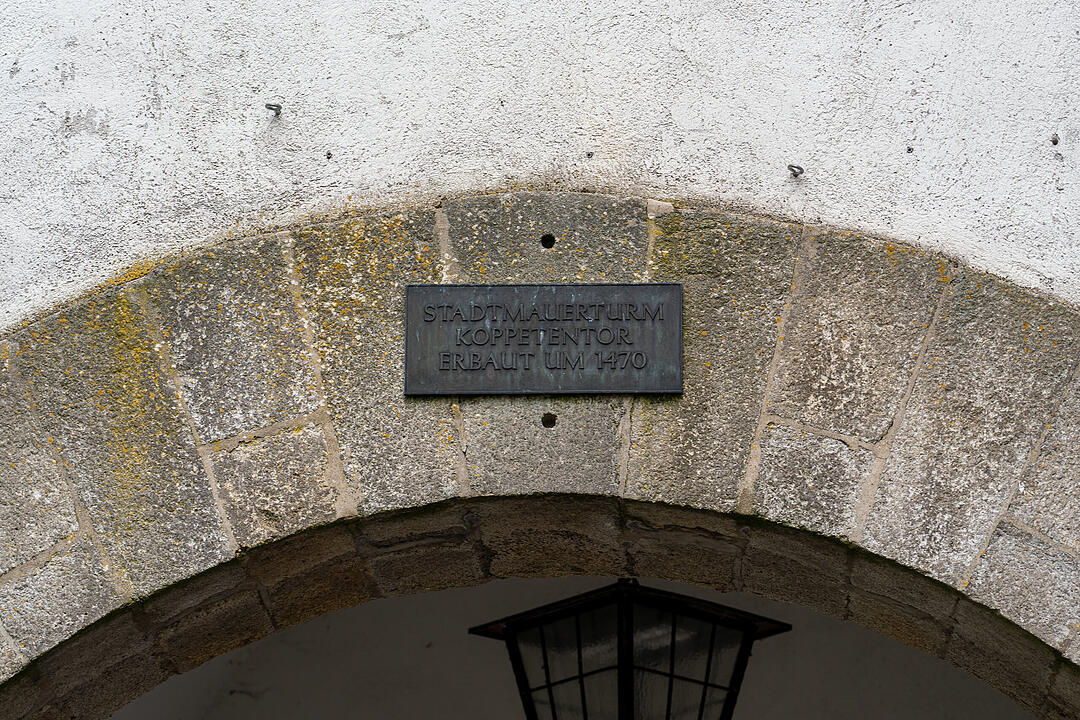 STADTMAUERTURM
KOPPETENTOR
ERBAUT UM 1470